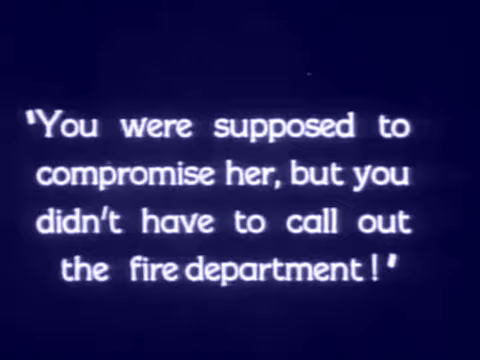 "You were supposed to
compromise her, but you
didn't have to call out
the fire department!"